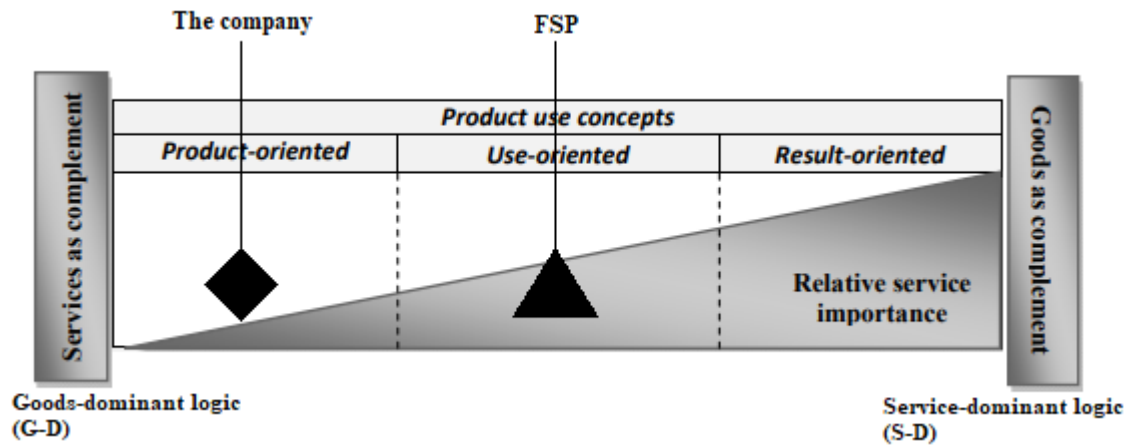 The company
FSP
Services as complement
Product use concepts
Product-oriented
Use-oriented
Result-oriented
Goods as complement
Relative service
importance
Goods-dominant logic
(G-D)
Service-dominant logic
(S-D)